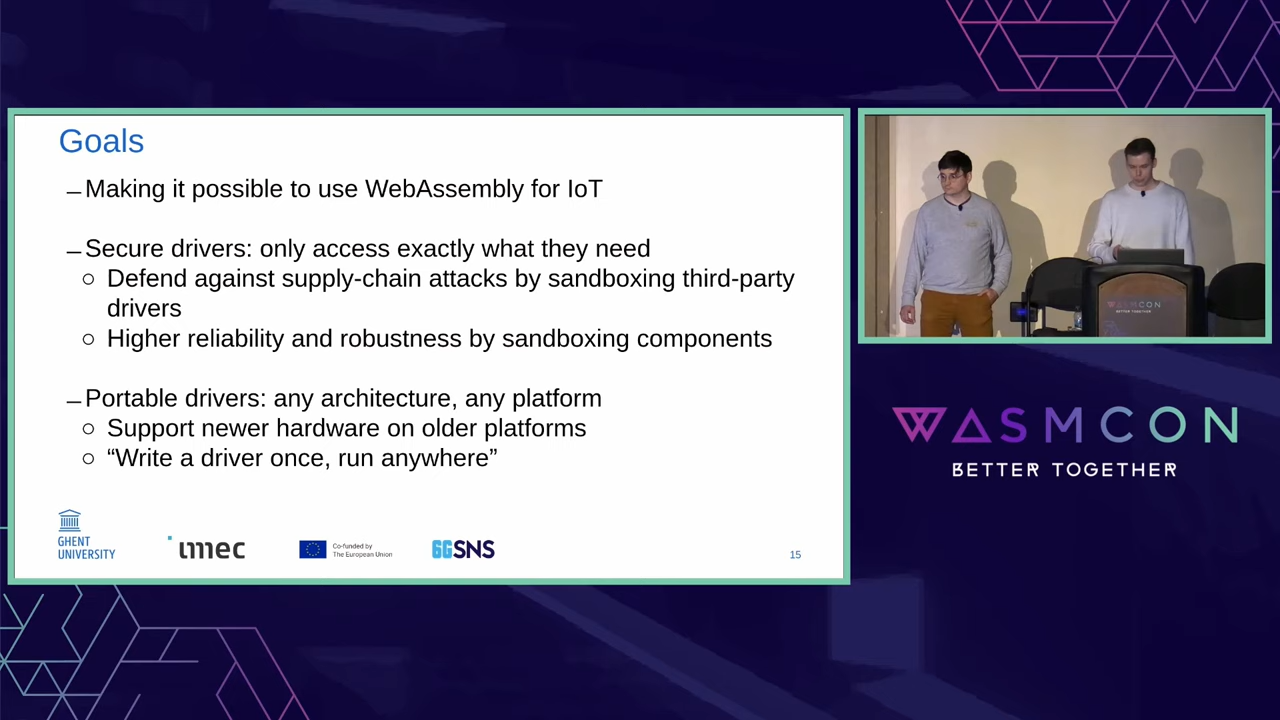 Goals
– Making it possible to use WebAssembly for IoT
– Secure drivers: only access exactly what they need
○ Defend against supply-chain attacks by sandboxing third-party
drivers
○ Higher reliability and robustness by sandboxing components
– Portable drivers: any architecture, any platform
○ Support newer hardware on older platforms
○ “Write a driver once, run anywhere”
GHENT
UNIVERSITY
imec
Co-funded by
The European Union
6GSNS
15
WASMCON
BETTER TOGETHER
WASMCON
BETTER TOGETHER